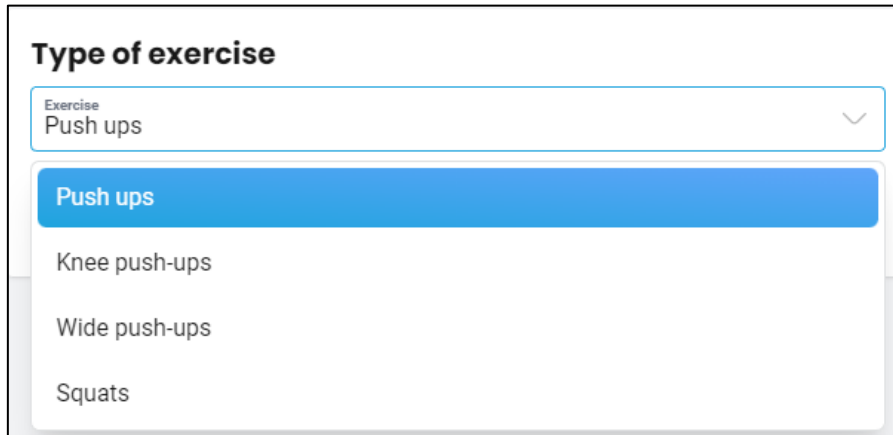 Type of exercise
Exercise
Push ups
Push ups
Knee push-ups
Wide push-ups
Squats